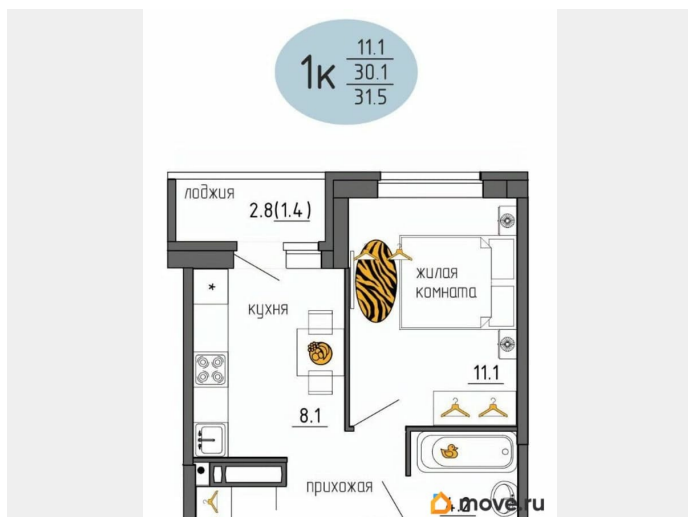 1к
11.1
30.1
31.5
лоджия
2.8(1.4)
жилая
комната
*
кухня
11.1
8.1
прихожая
move.ru